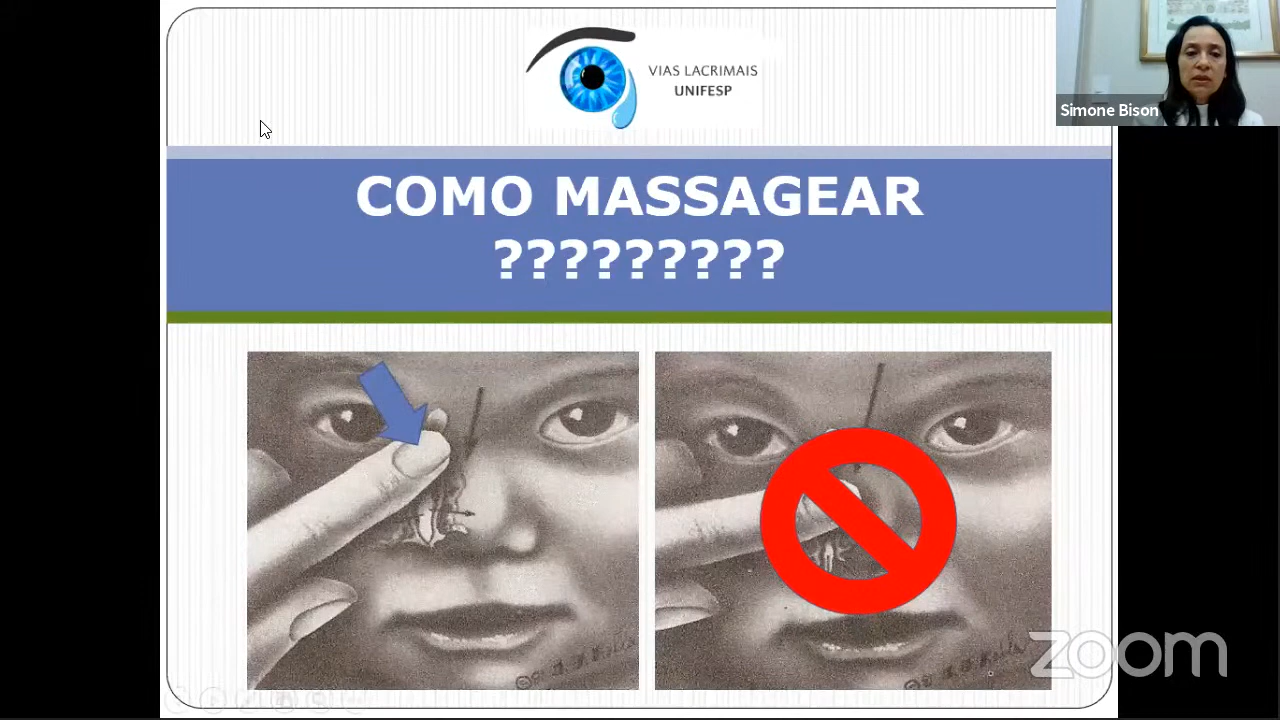 VIAS LACRIMAIS
UNIFESP
Simone Bison
COMO MASSAGEAR
?????????
zoom